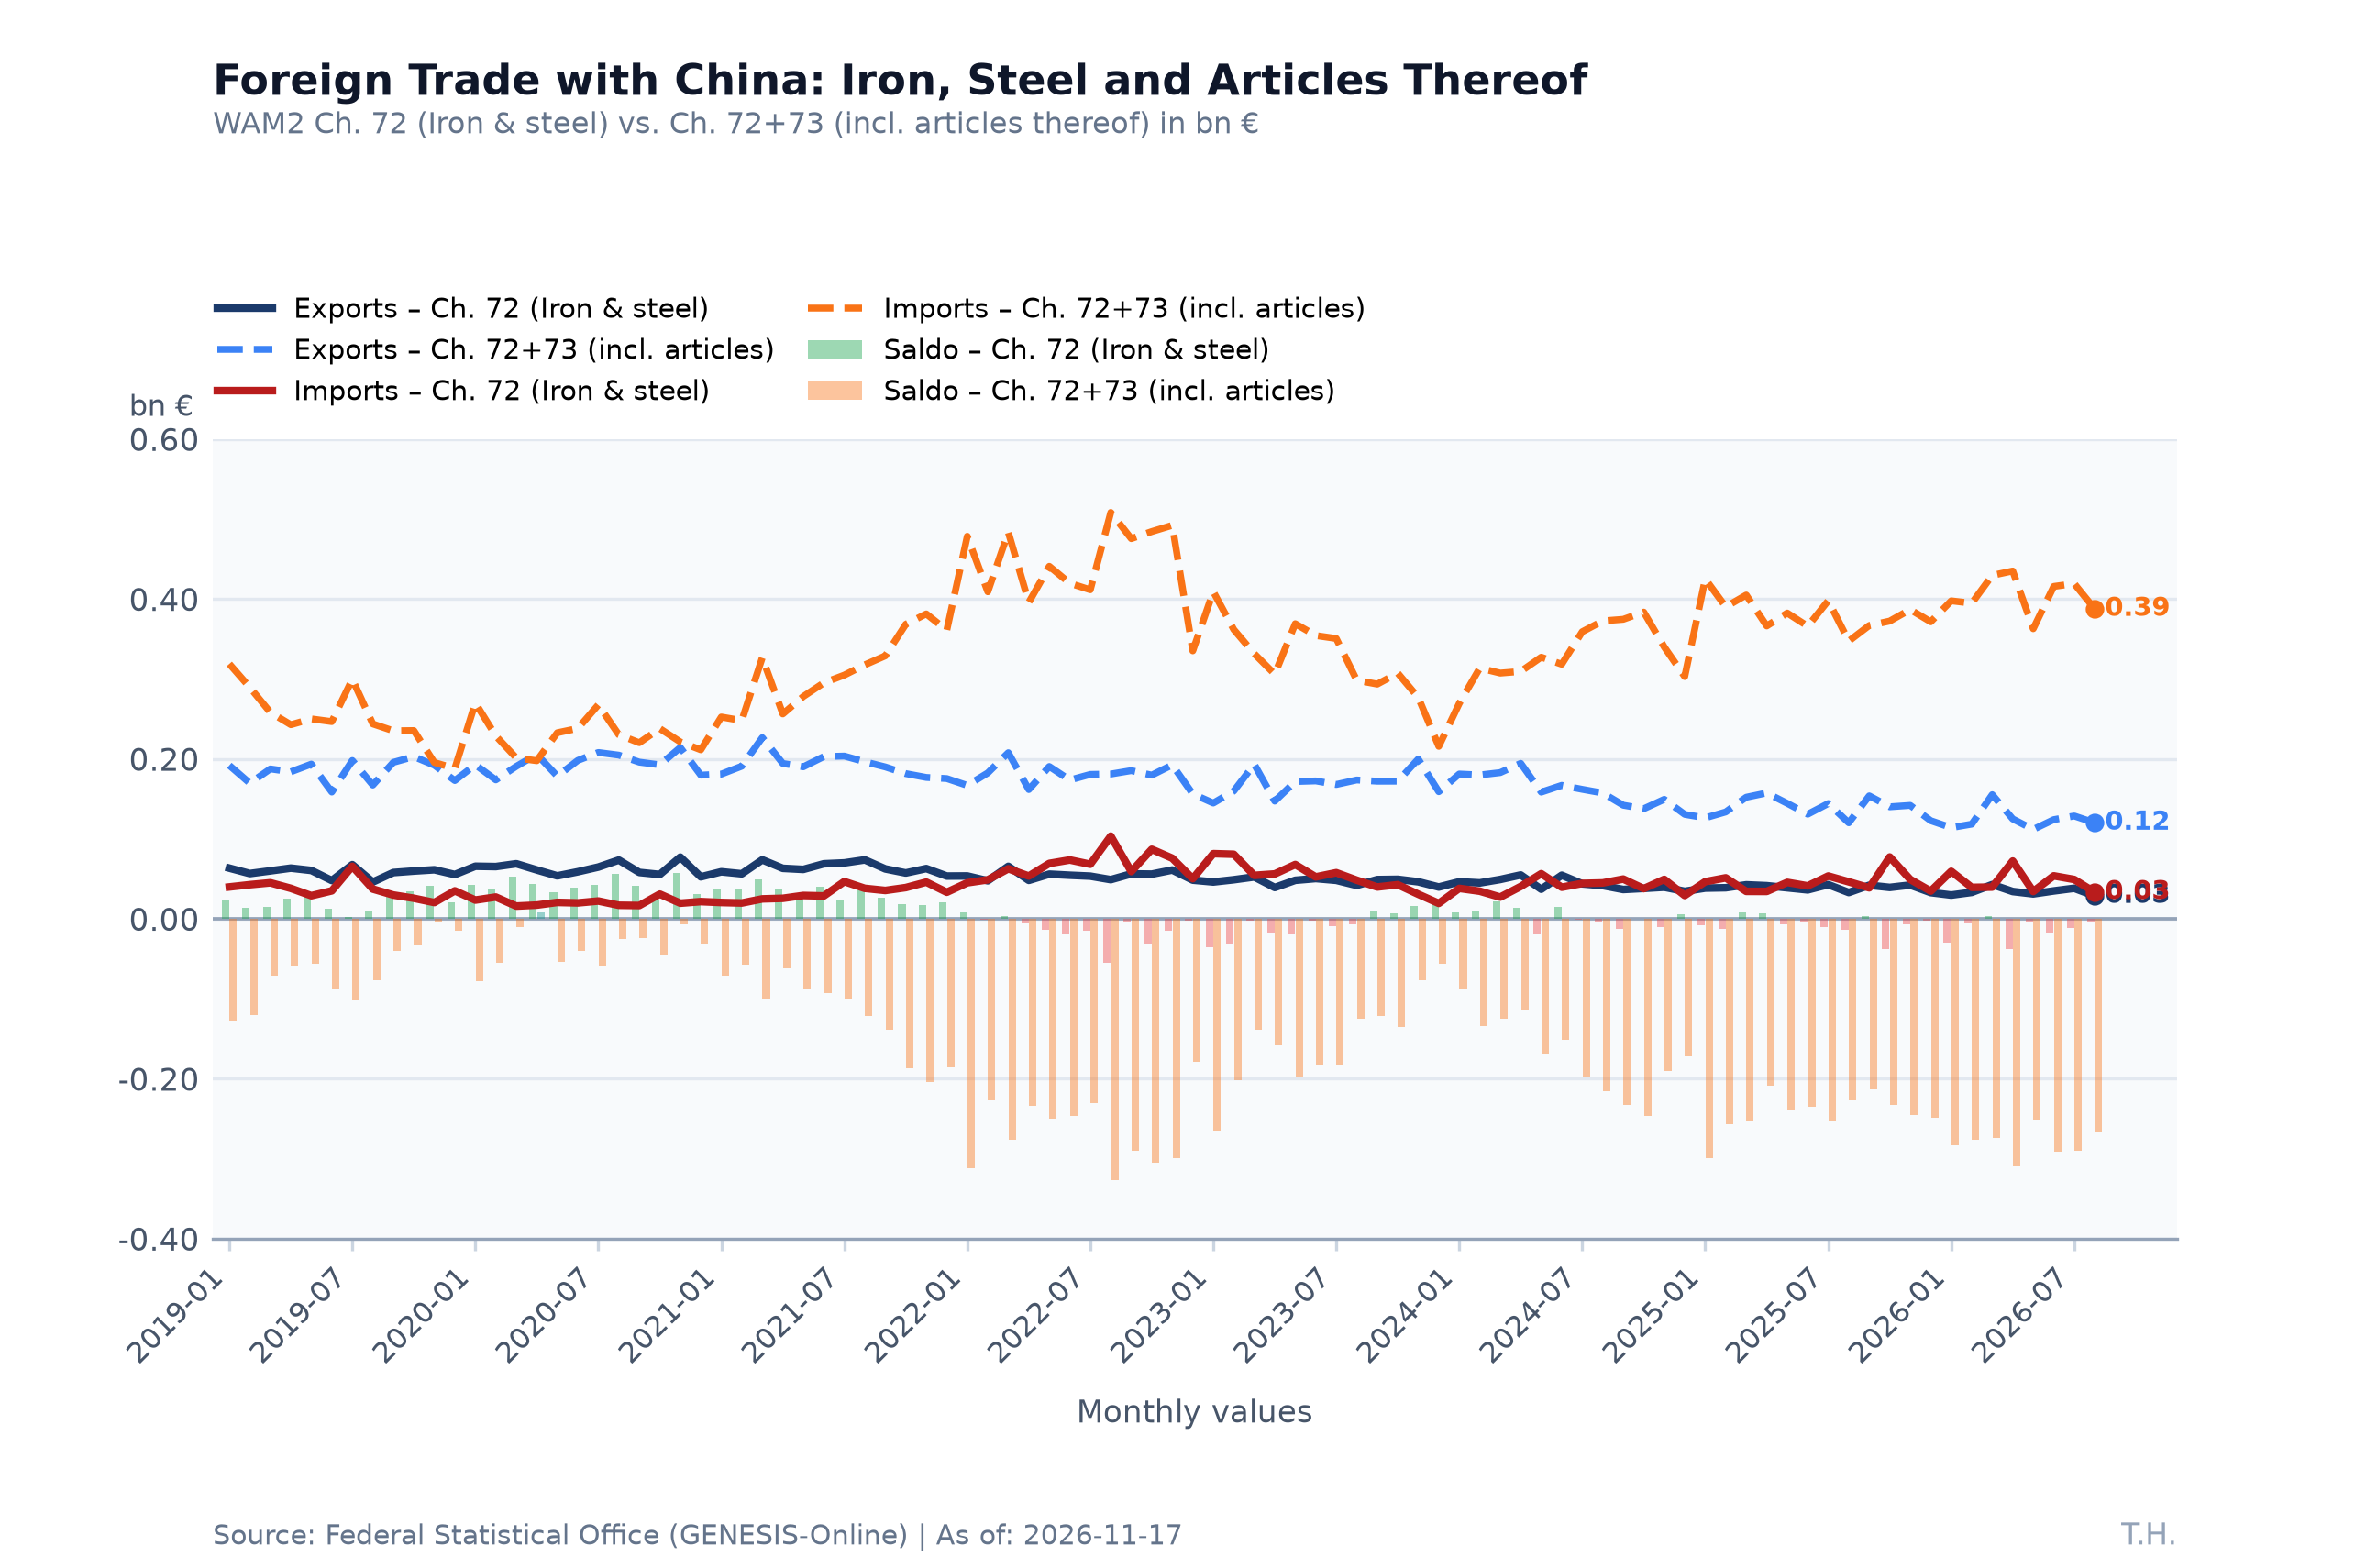 Foreign Trade with China: Iron, Steel and Articles Thereof
WAM2 Ch. 72 (Iron & steel) vs. Ch. 72+73 (incl. articles thereof) in bn €
Exports – Ch. 72 (Iron & steel)
Exports – Ch. 72+73 (incl. articles)
Imports – Ch. 72 (Iron & steel)
Imports – Ch. 72+73 (incl. articles)
Saldo – Ch. 72 (Iron & steel)
Saldo – Ch. 72+73 (incl. articles)
bn €
0.60
0.40
0.20
0.00
-0.20
-0.40
0.39
0.12
0.03
0.03
2019-01
2019-07
2020-01
2020-07
2021-01
2021-07
2022-01
2022-07
2023-01
2023-07
2024-01
2024-07
2025-01
2025-07
2026-01
2026-07
Monthly values
Source: Federal Statistical Office (GENESIS-Online) | As of: 2026-11-17
T.H.